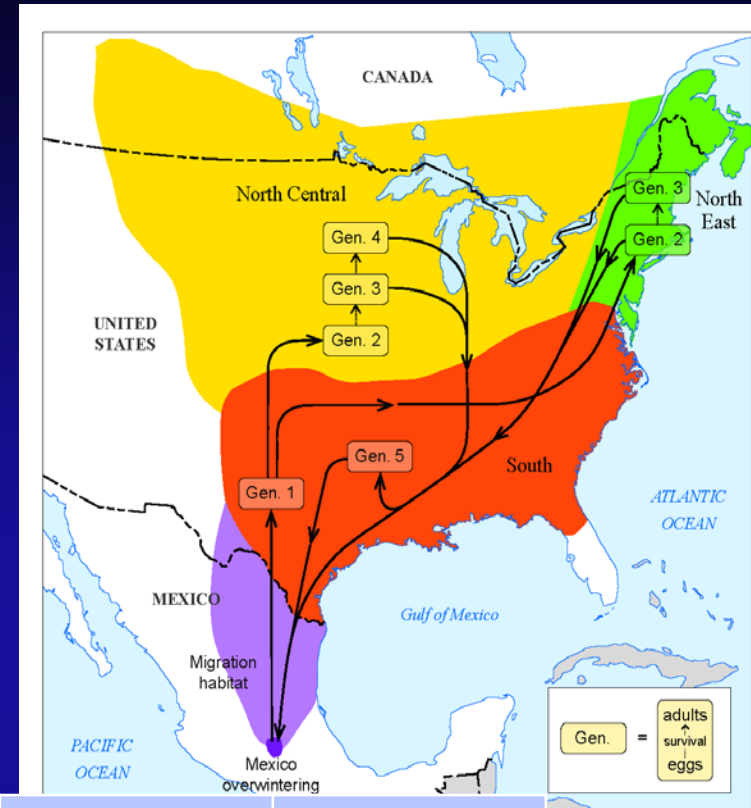 CANADA
North Central
Gen. 3
North
East
Gen. 4
Gen. 2
Gen. 3
UNITED
STATES
Gen. 2
Gen. 5
South
Gen. 1
ATLANTIC
OCEAN
MEXICO
Gulf of Mexico
Migration
habitat
PACIFIC
OCEAN
Mexico
overwintering
Gen. =
adults
survival
eggs